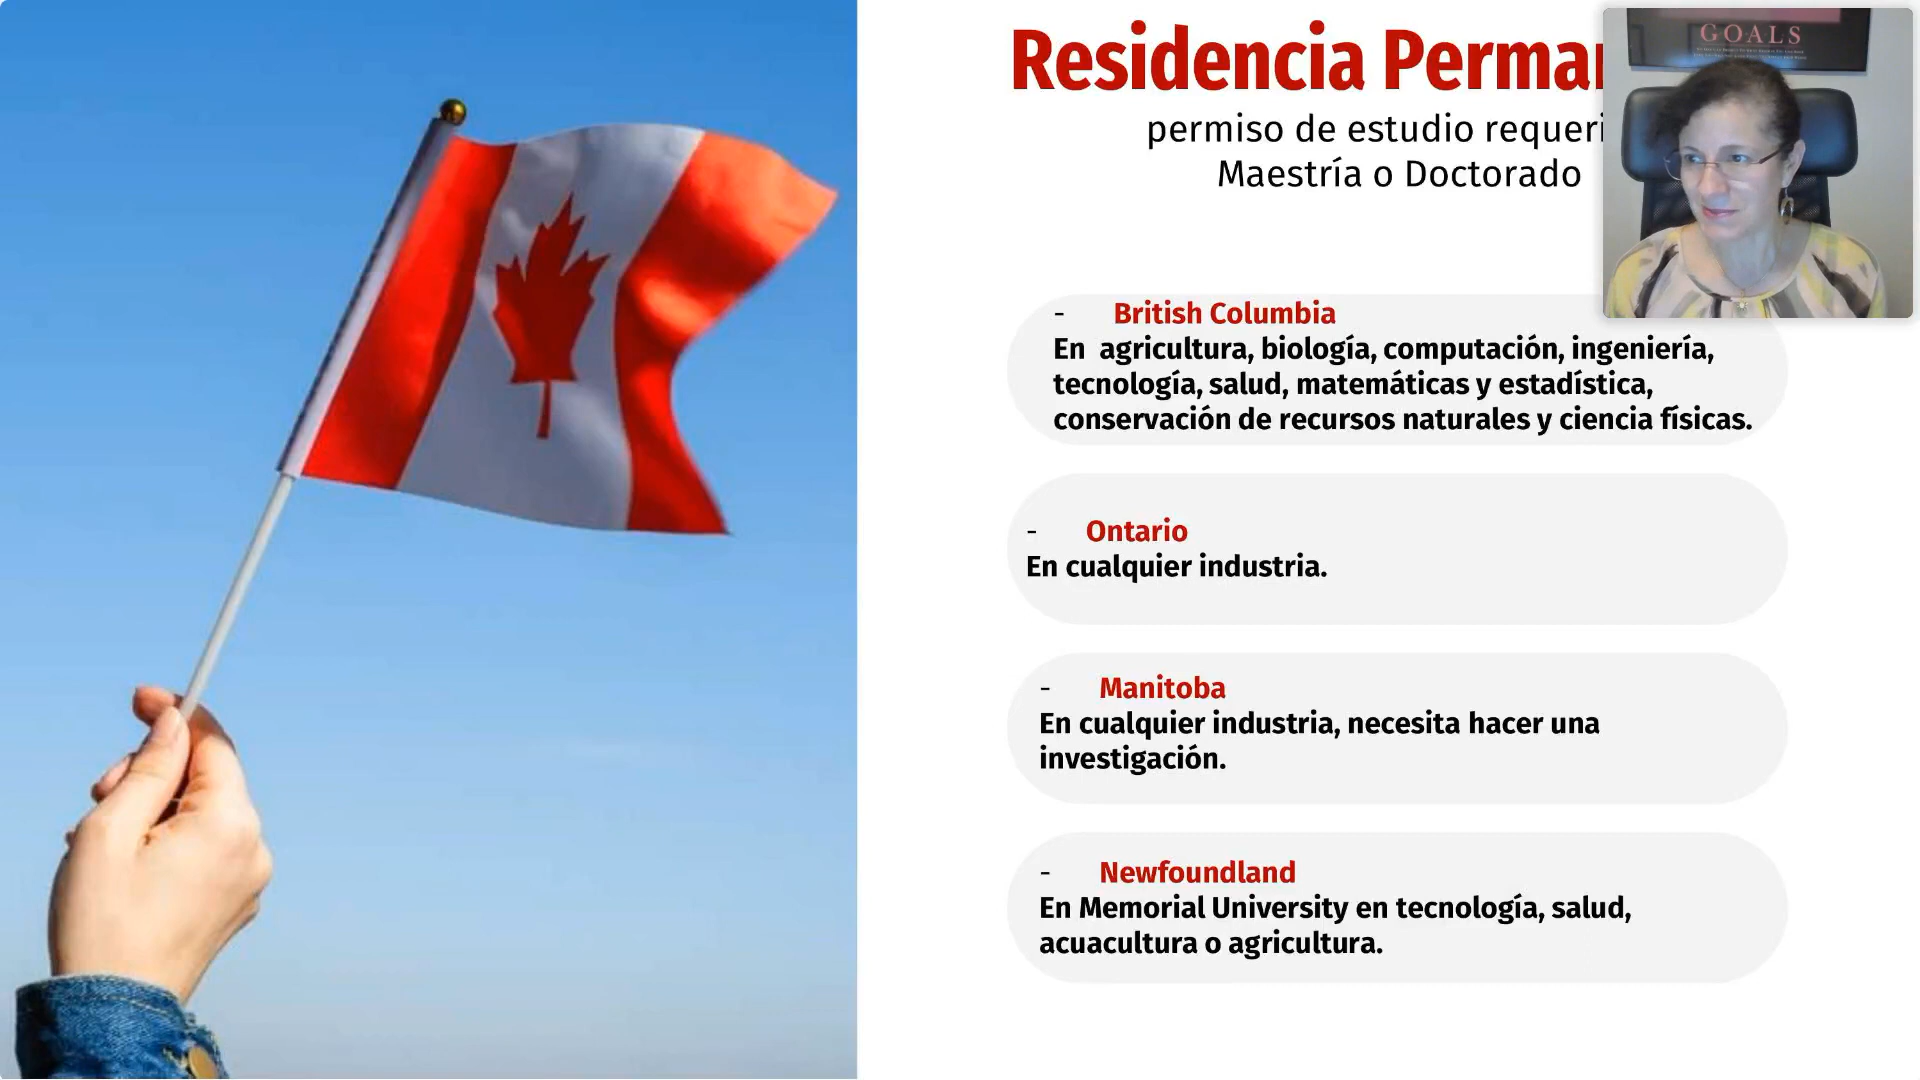 Residencia
permiso de estudio
Maestría o Doctorado
GOALS
- British Columbia
En agricultura, biología, computación, ingeniería,
tecnología, salud, matemáticas y estadística,
conservación de recursos naturales y ciencia físicas.
- Ontario
En cualquier industria.
- Manitoba
En cualquier industria, necesita hacer una
investigación.
- Newfoundland
En Memorial University en tecnología, salud,
acuacultura o agricultura.